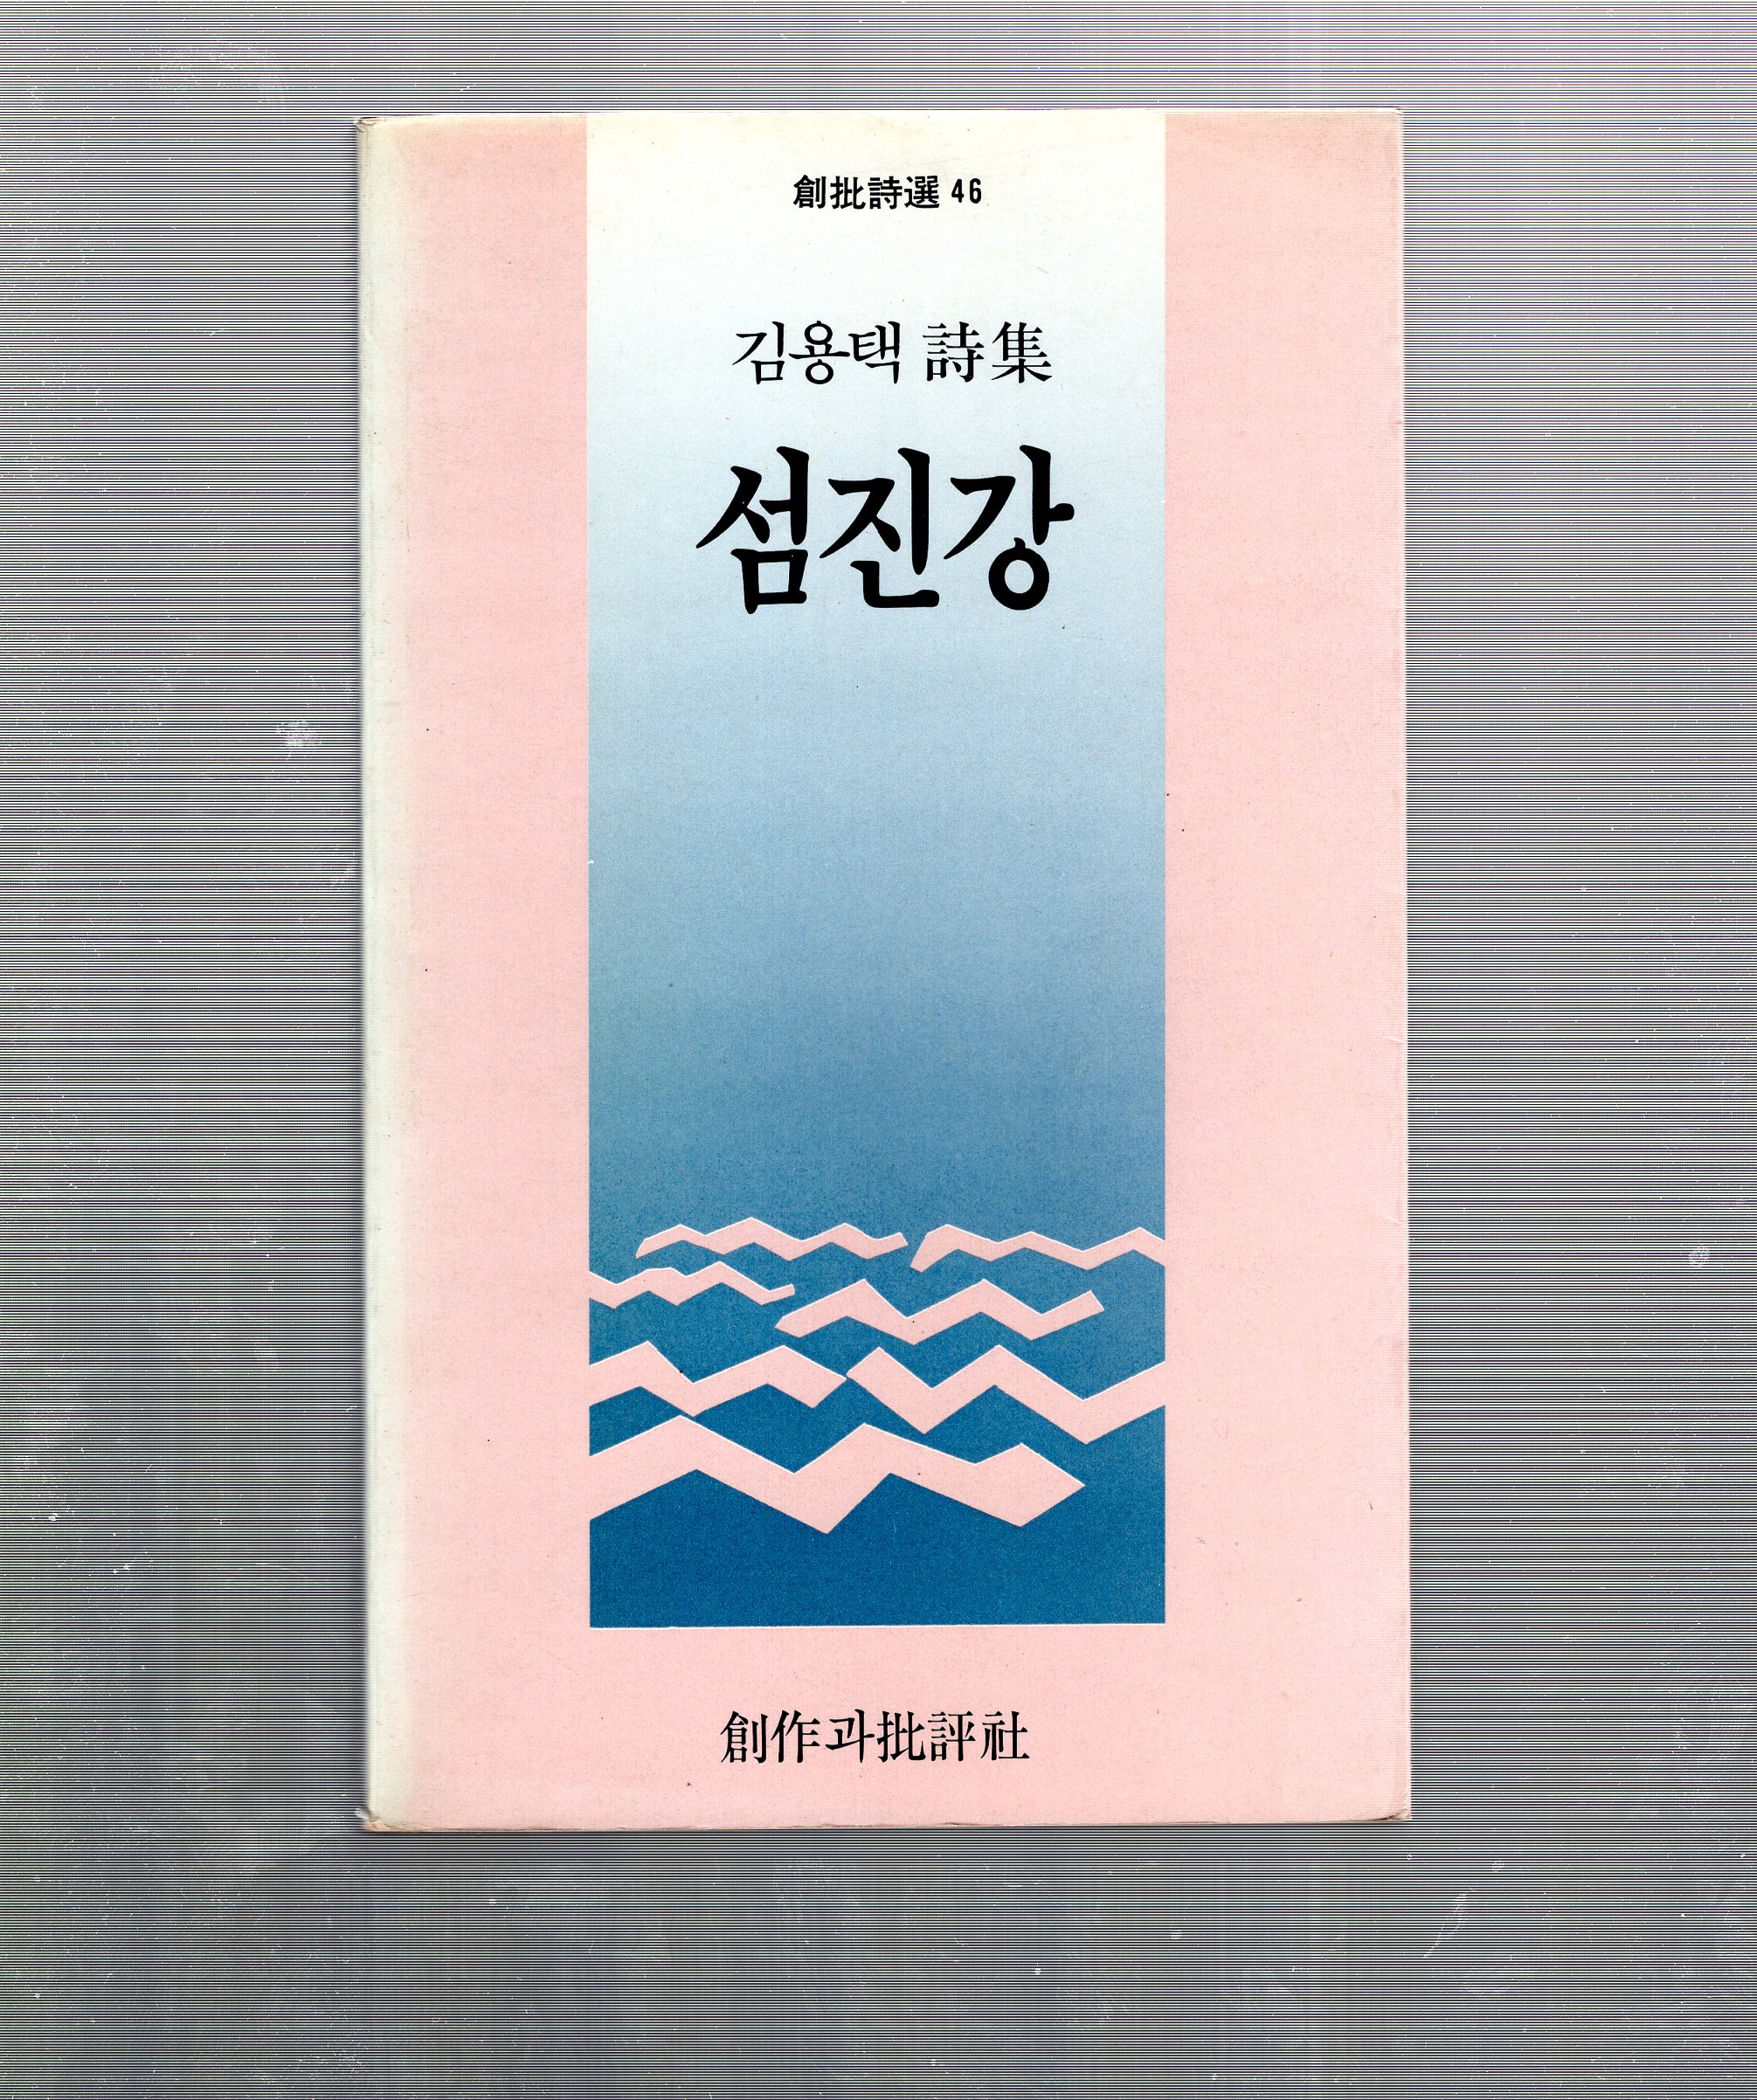 創批詩選 46
김용택 詩集
섬진강
創作과批評社